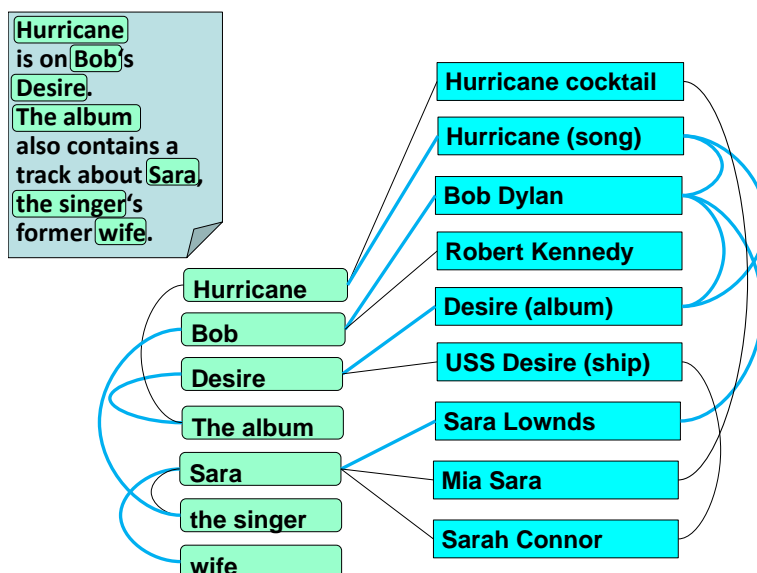 Hurricane
is on Bob's
Desire.
The album
also contains a
track about Sara,
the singer's
former wife.
Hurricane
Bob
Desire
The album
Sara
the singer
wife
Hurricane cocktail
Hurricane (song)
Bob Dylan
Robert Kennedy
Desire (album)
USS Desire (ship)
Sara Lownds
Mia Sara
Sarah Connor